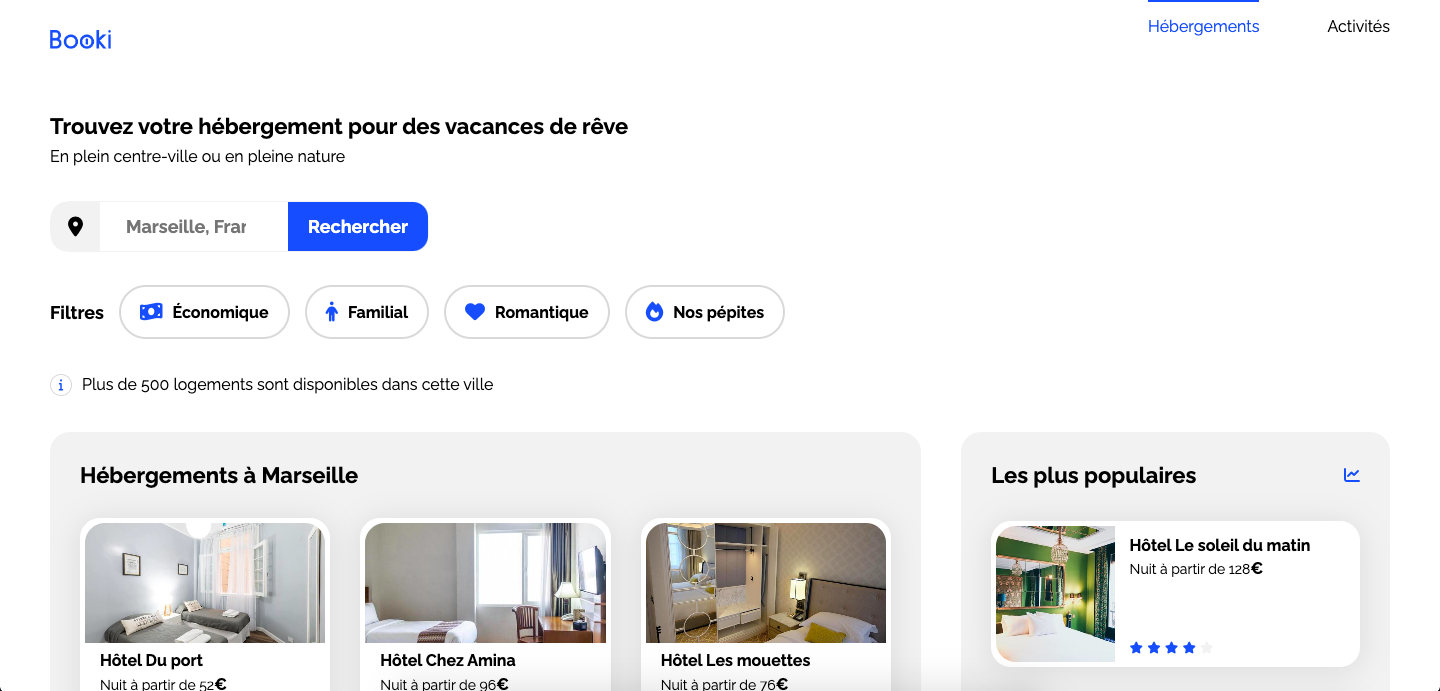 Booki
Hébergements
Activités
Trouvez votre hébergement pour des vacances de rêve
En plein centre-ville ou en pleine nature
Marseille, Fran
Rechercher
Filtres
Économique
Familial
Romantique
Nos pépites
Plus de 500 logements sont disponibles dans cette ville
Hébergements à Marseille
Les plus populaires
Hôtel Le soleil du matin
Nuit à partir de 128€
Hôtel Du port
Hôtel Chez Amina
Hôtel Les mouettes
Nuit à partir de 52€
Nuit à partir de 96€
Nuit à partir de 76€